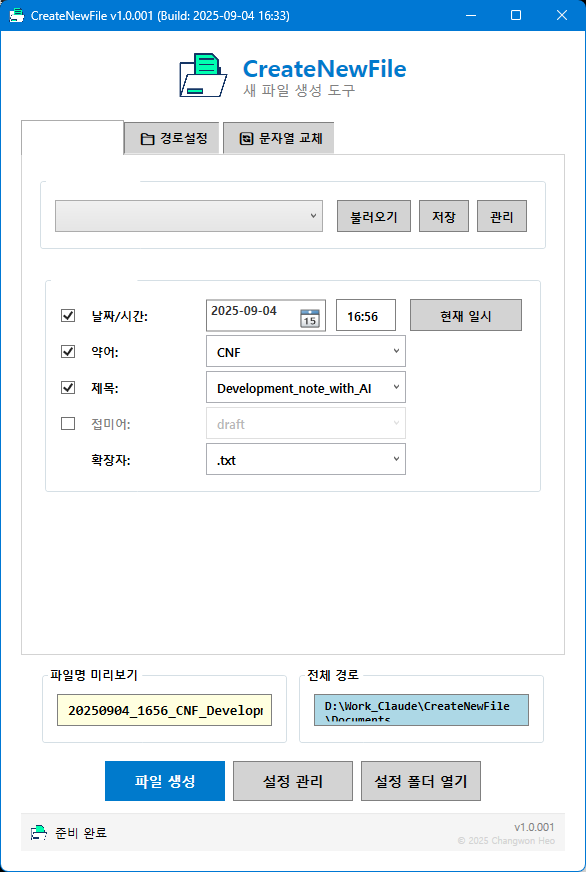 CreateNewFile v1.0.001 (Build: 2025-09-04 16:33)
CreateNewFile
새 파일 생성 도구
경로설정
문자열 교체
불러오기
저장
관리
날짜/시간:
2025-09-04
15
16:56
현재 일시
약어:
CNF
제목:
Development_note_with_AI
접미어:
draft
확장자:
.txt
파일명 미리보기
전체 경로
20250904_1656_CNF_Develop
D:\Work_Claude\CreateNewFile
\Documents
파일 생성
설정 관리
설정 폴더 열기
준비 완료
v1.0.001
© 2025 Changwon Heo